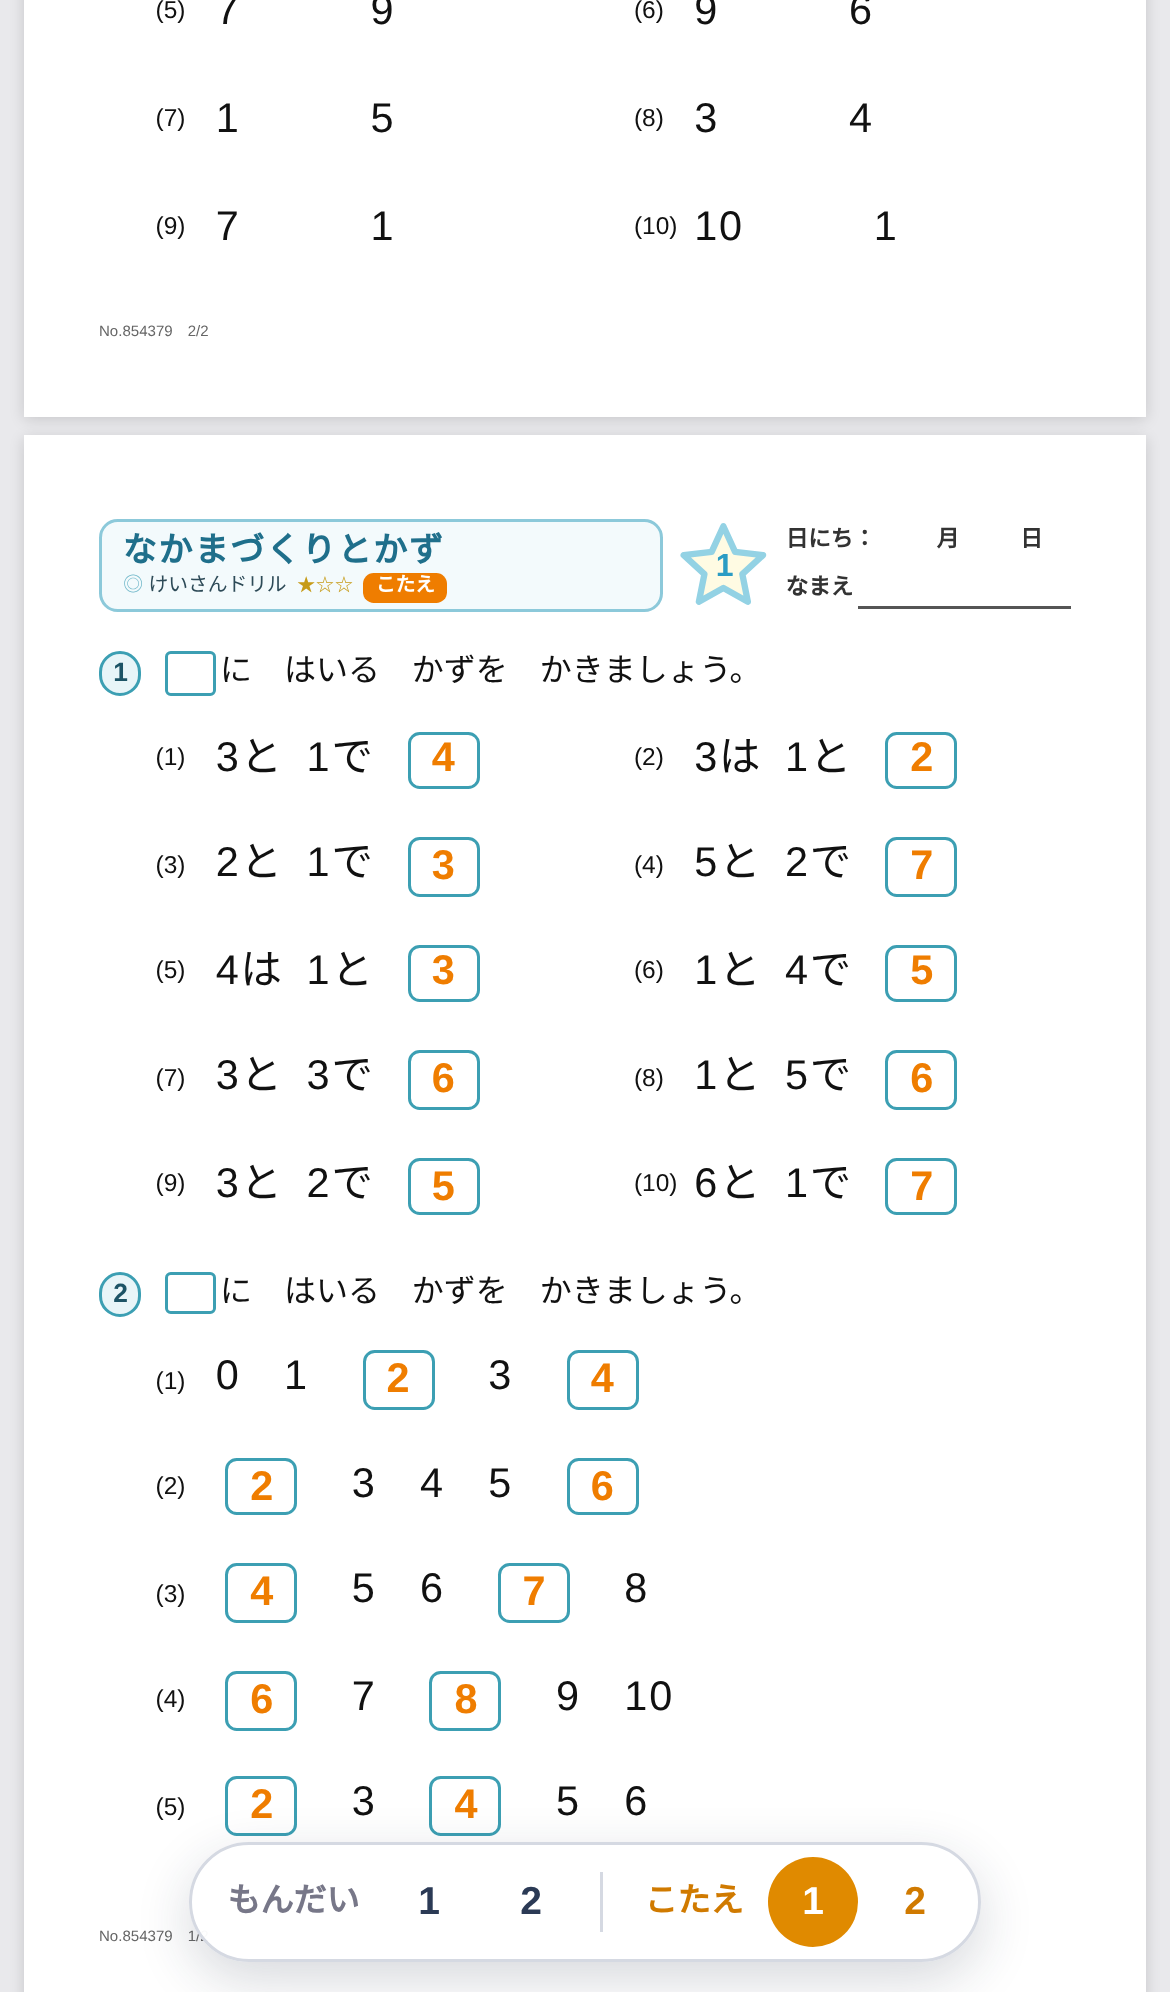 (5) 7 9 (6) 9 6
(7) 1 5 (8) 3 4
(9) 7 1 (10) 10 1
No.854379 2/2
なかまづくりとかず
◎ けいさんドリル ★☆☆ こたえ
1
日にち： 月 日
なまえ
1 に はいる かずを かきましょう。
(1) 3と 1で 4 (2) 3は 1と 2
(3) 2と 1で 3 (4) 5と 2で 7
(5) 4は 1と 3 (6) 1と 4で 5
(7) 3と 3で 6 (8) 1と 5で 6
(9) 3と 2で 5 (10) 6と 1で 7
2 に はいる かずを かきましょう。
(1) 0 1 2 3 4
(2) 2 3 4 5 6
(3) 4 5 6 7 8
(4) 6 7 8 9 10
(5) 2 3 4 5 6
もんだい 1 2 こたえ 1 2
No.854379 1/